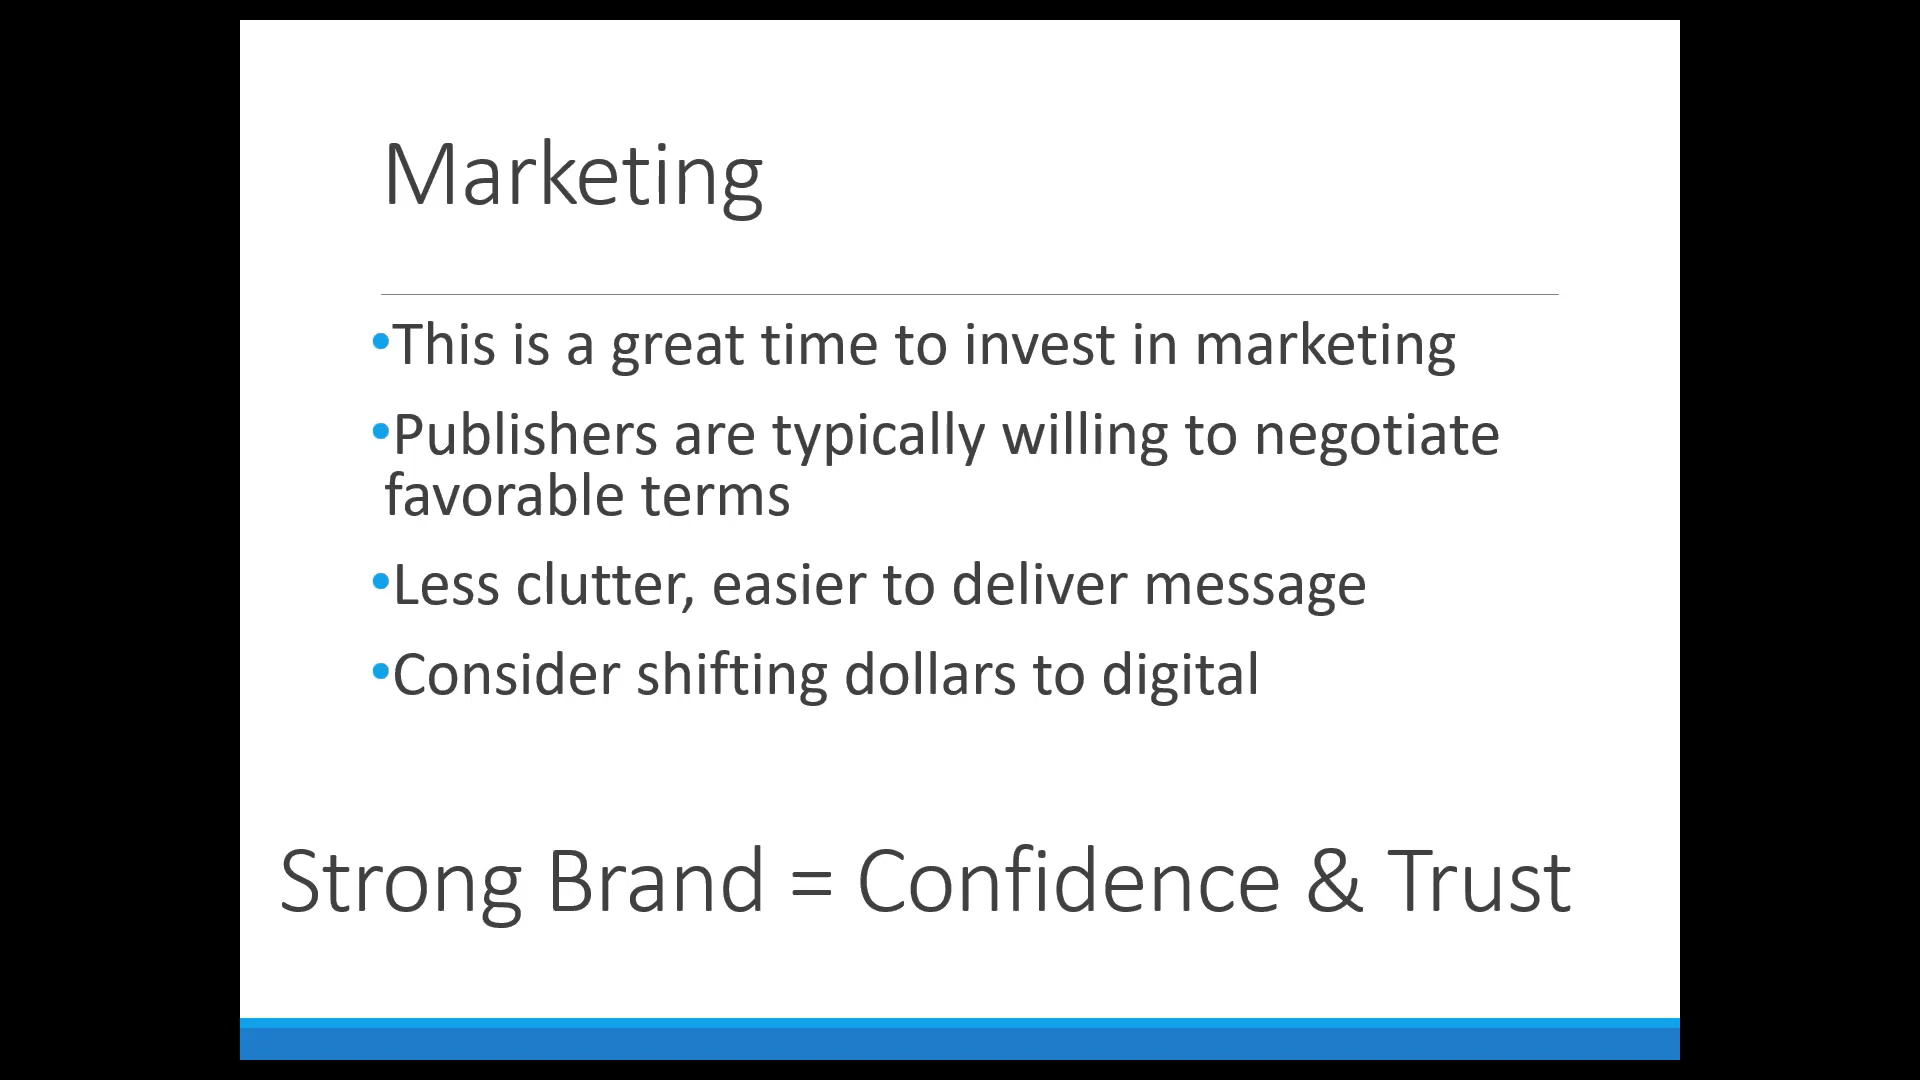 Marketing
•This is a great time to invest in marketing
•Publishers are typically willing to negotiate
favorable terms
•Less clutter, easier to deliver message
•Consider shifting dollars to digital
Strong Brand = Confidence & Trust